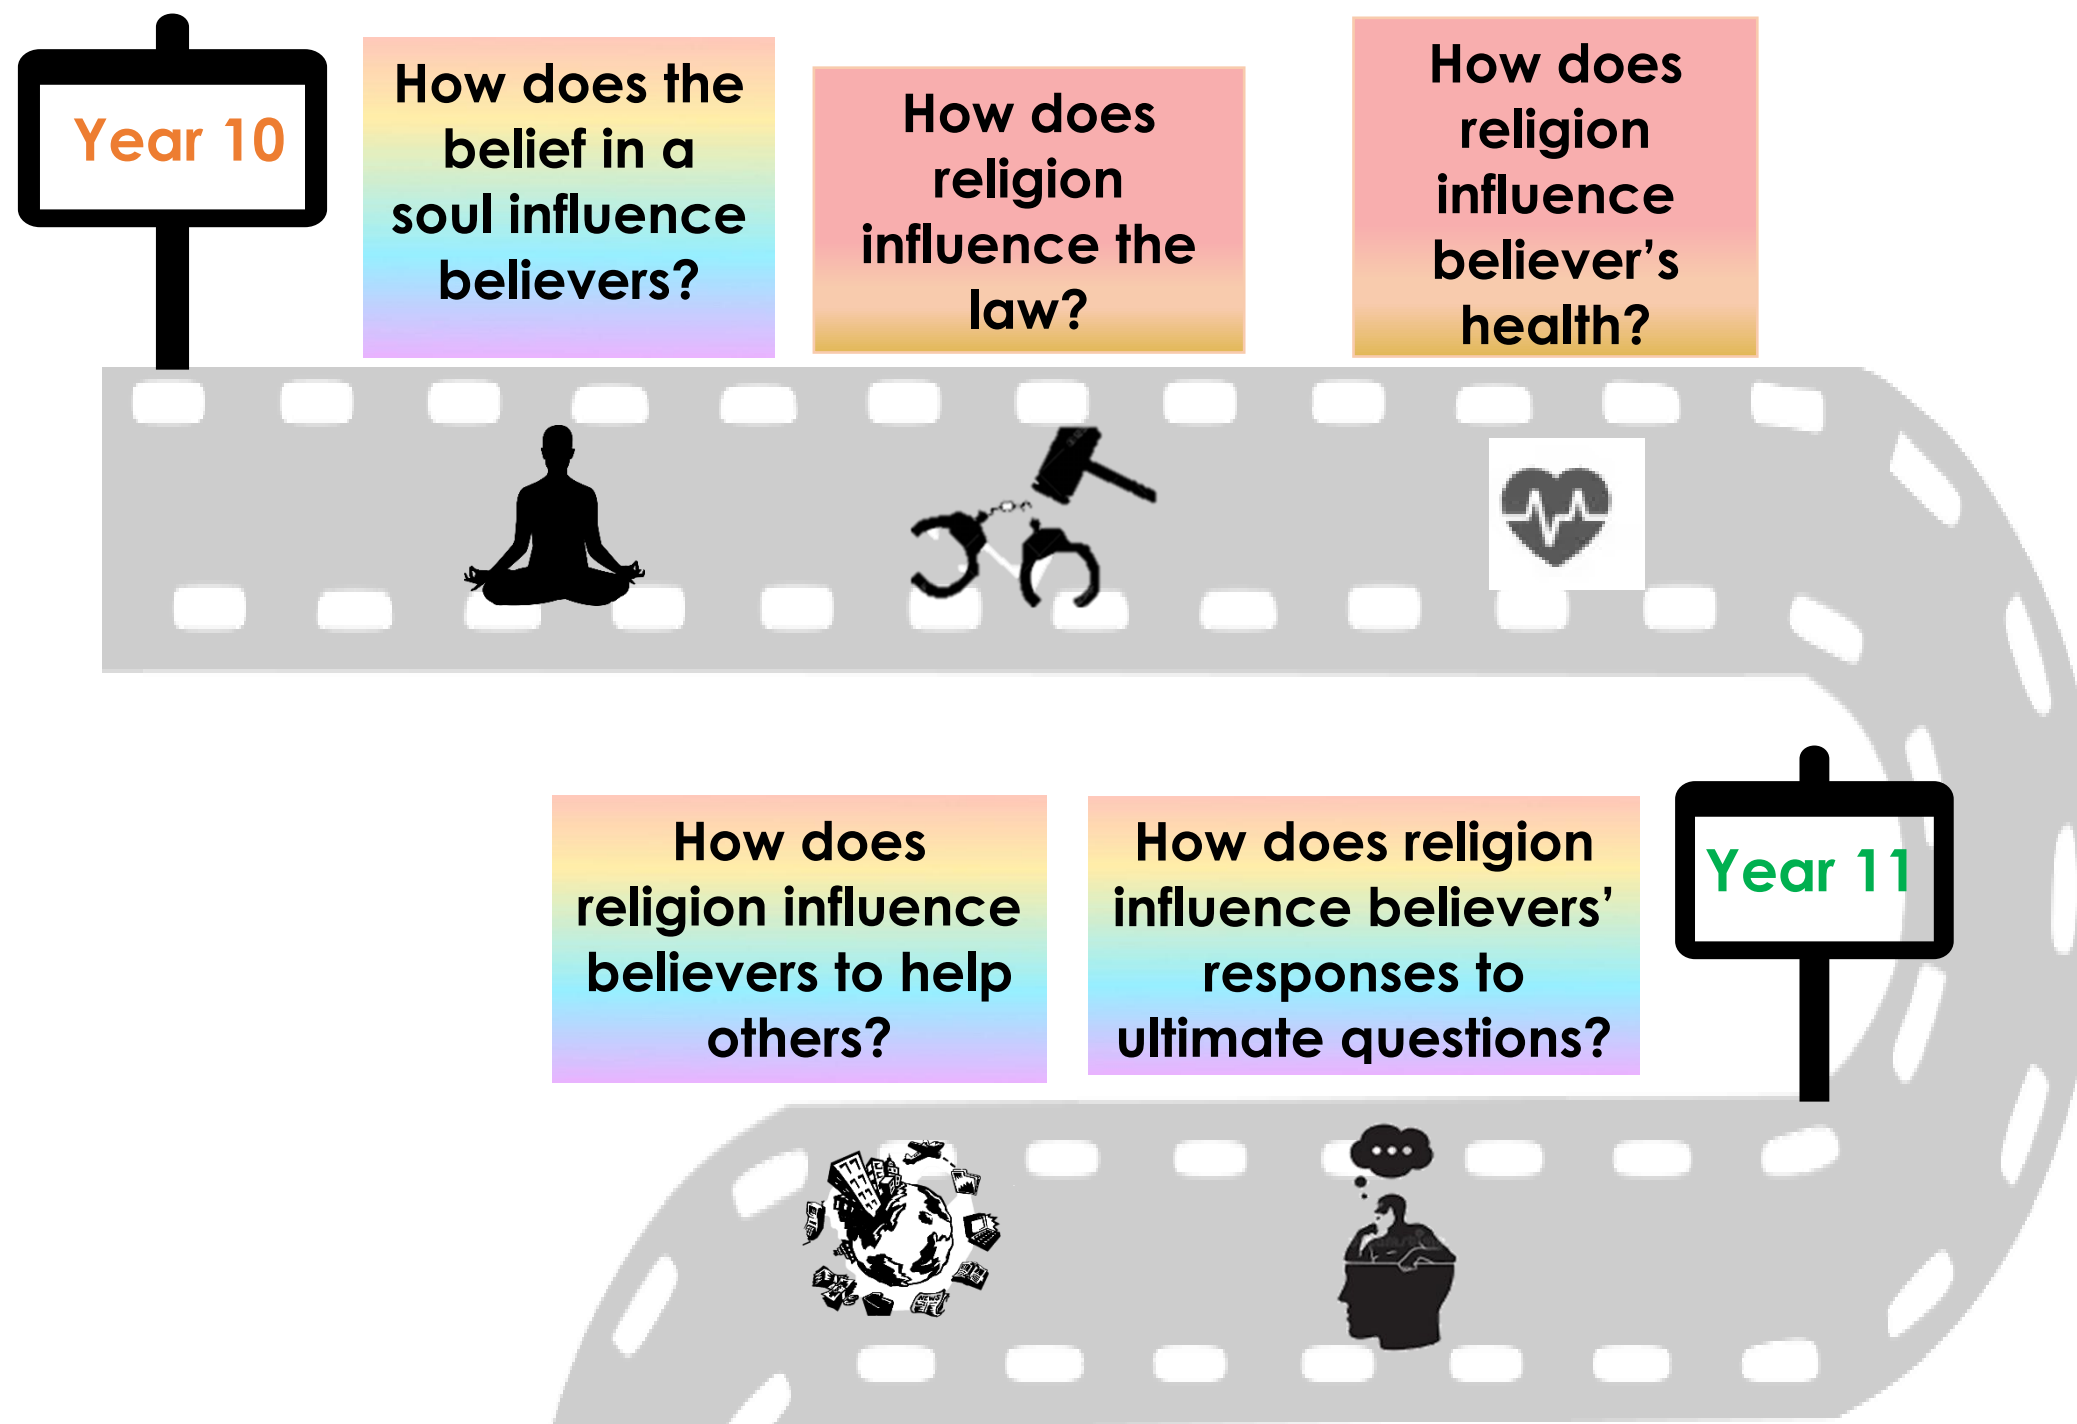 Year 10
How does the
belief in a
soul influence
believers?
How does
religion
influence the
law?
How does
religion
influence
believer’s
health?
Year 11
How does religion
influence believers’
responses to
ultimate questions?
How does
religion influence
believers to help
others?
NEWS